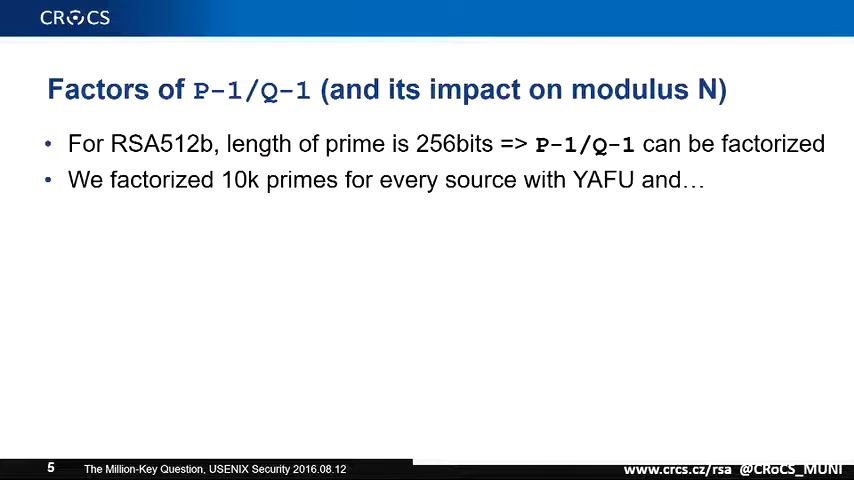 CRCS
Factors of P-1/Q-1 (and its impact on modulus N)
• For RSA512b, length of prime is 256bits => P-1/Q-1 can be factorized
• We factorized 10k primes for every source with YAFU and…
5 The Million-Key Question, USENIX Security 2016.08.12 www.crcs.cz/rsa @CRoCS_MUNI